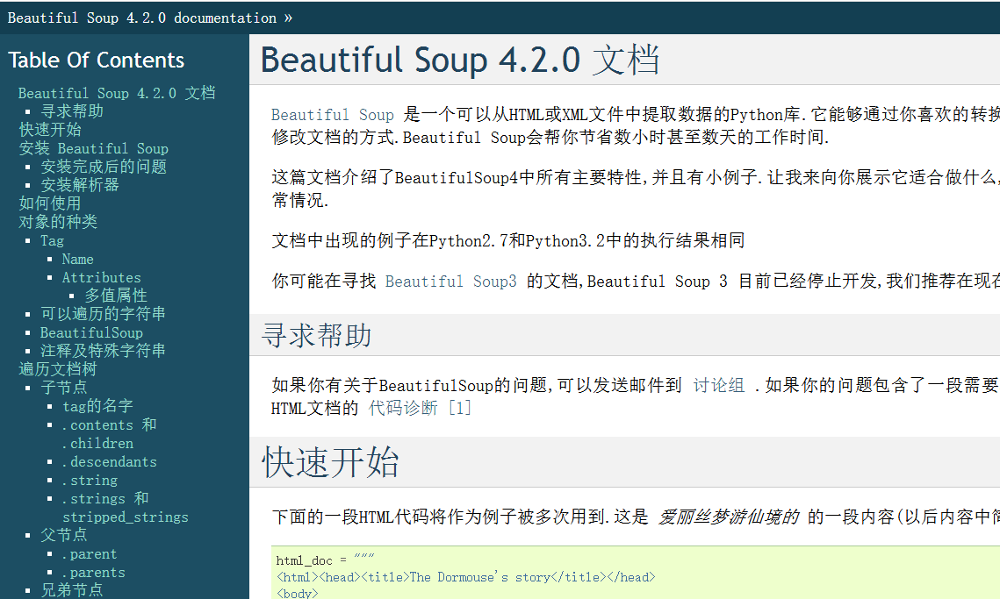 Beautiful Soup 4.2.0 documentation »
Table Of Contents
Beautiful Soup 4.2.0 文档
寻求帮助
快速开始
安装 Beautiful Soup
安装完成后的问题
安装解析器
如何使用
对象的种类
Tag
Name
Attributes
多值属性
可以遍历的字符串
BeautifulSoup
注释及特殊字符串
遍历文档树
子节点
tag的名字
.contents 和
.children
.descendants
.string
.strings 和
stripped_strings
父节点
.parent
.parents
兄弟节点
Beautiful Soup 4.2.0 文档
Beautiful Soup 是一个可以从HTML或XML文件中提取数据的Python库.它能够通过你喜欢的转换
修改文档的方式.Beautiful Soup会帮你节省数小时甚至数天的工作时间.
这篇文档介绍了BeautifulSoup4中所有主要特性,并且有小例子.让我来向你展示它适合做什么,
常情况.
文档中出现的例子在Python2.7和Python3.2中的执行结果相同
你可能在寻找 Beautiful Soup3 的文档,Beautiful Soup 3 目前已经停止开发,我们推荐在现在
寻求帮助
如果你有关于BeautifulSoup的问题,可以发送邮件到 讨论组 .如果你的问题包含了一段需要
HTML文档的 代码诊断 [1]
快速开始
下面的一段HTML代码将作为例子被多次用到.这是 爱丽丝梦游仙境的 的一段内容(以后内容中简
html_doc = """
<html><head><title>The Dormouse's story</title></head>
<body>